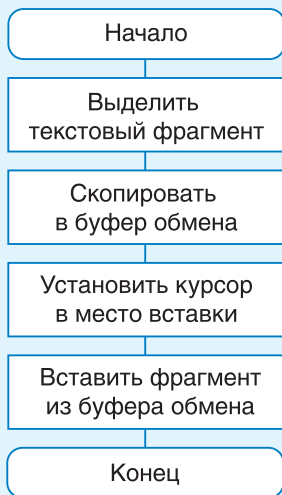 Начало
Выделить
текстовый фрагмент
Скопировать
в буфер обмена
Установить курсор
в место вставки
Вставить фрагмент
из буфера обмена
Конец